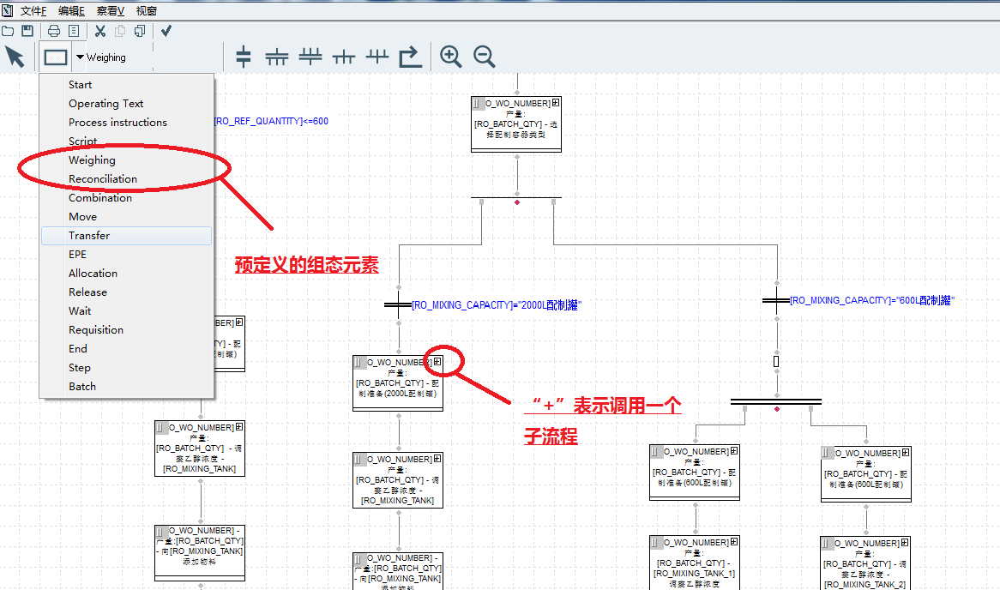 文件F 编辑E 察看V 视窗
Weighing
Start
Operating Text
Process instructions
Script
Weighing
Reconciliation
Combination
Move
Transfer
EPE
Allocation
Release
Wait
Requisition
End
Step
Batch
[RO_REF_QUANTITY]<=600
预定义的组态元素
O_WO_NUMBER]
产量:
[RO_BATCH_QTY] - 选
择配制容器类型
[RO_MIXING_CAPACITY]="2000L配制罐"
[RO_MIXING_CAPACITY]="600L配制罐"
BER]
TY] - 配
制罐)
O_WO_NUMBER]
产量:
[RO_BATCH_QTY] - 配
制准备(2000L配制罐)
“+”表示调用一个
子流程
O_WO_NUMBER]
产量:
[RO_BATCH_QTY] - 调
整乙醇浓度 -
[RO_MIXING_TANK]
O_WO_NUMBER]
产量:
[RO_BATCH_QTY] - 调
整乙醇浓度 -
[RO_MIXING_TANK]
O_WO_NUMBER]
产量:
[RO_BATCH_QTY] - 配
制准备(600L配制罐)
O_WO_NUMBER]
产量:
[RO_BATCH_QTY] - 配
制准备(600L配制罐)
O_WO_NUMBER] -
产量:[RO_BATCH_QTY]
- 向[RO_MIXING_TANK]
添加物料
O_WO_NUMBER] -
产量:[RO_BATCH_QTY]
- 向[RO_MIXING_TANK]
添加物料
O_WO_NUMBER]
产量:
[RO_BATCH_QTY] -
[RO_MIXING_TANK_1]
调整乙醇浓度
O_WO_NUMBER]
产量:
[RO_BATCH_QTY] - 调
整乙醇浓度 -
[RO_MIXING_TANK_2]